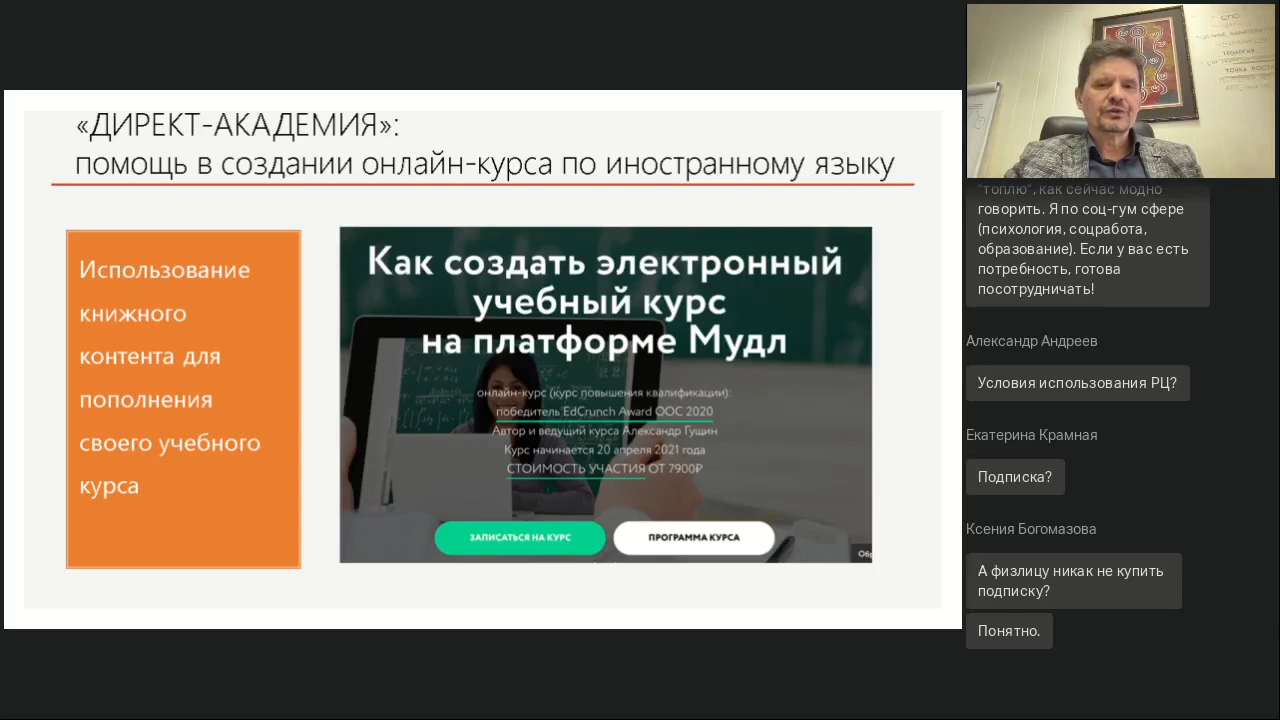 «ДИРЕКТ-АКАДЕМИЯ»:
помощь в создании онлайн-курса по иностранному языку
Использование
книжного
контента для
пополнения
своего учебного
курса
Как создать электронный
учебный курс
на платформе Мудл
онлайн-курс (курс повышения квалификации):
победитель EdCrunch Award OOC 2020
Автор и ведущий курса Александр Гущин
Курс начинается 20 апреля 2021 года
СТОИМОСТЬ УЧАСТИЯ ОТ 7900₽
ЗАПИСАТЬСЯ НА КУРС
ПРОГРАММА КУРСА
СПС
ТЕОЛОГИЯ
"топлю", как сейчас модно
говорить. Я по соц-гум сфере
(психология, соцработа,
образование). Если у вас есть
потребность, готова
посотрудничать!
Александр Андреев
Условия использования РЦ?
Екатерина Крамная
Подписка?
Ксения Богомазова
А физлицу никак не купить
подписку?
Понятно.